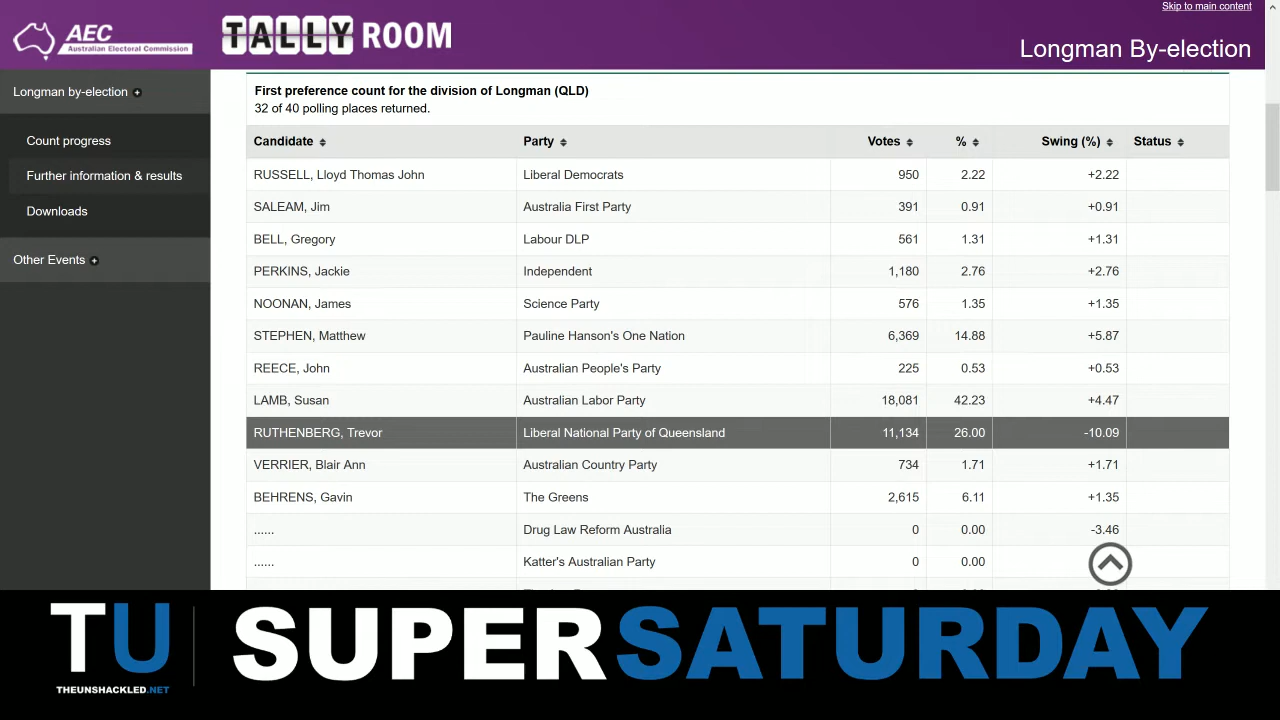 Skip to main content
AEC
Australian Electoral Commission
TALLY ROOM
Longman By-election
Longman by-election
Count progress
Further information & results
Downloads
Other Events
First preference count for the division of Longman (QLD)
32 of 40 polling places returned.
Candidate Party Votes % Swing (%) Status
RUSSELL, Lloyd Thomas John Liberal Democrats 950 2.22 +2.22
SALEAM, Jim Australia First Party 391 0.91 +0.91
BELL, Gregory Labour DLP 561 1.31 +1.31
PERKINS, Jackie Independent 1,180 2.76 +2.76
NOONAN, James Science Party 576 1.35 +1.35
STEPHEN, Matthew Pauline Hanson's One Nation 6,369 14.88 +5.87
REECE, John Australian People's Party 225 0.53 +0.53
LAMB, Susan Australian Labor Party 18,081 42.23 +4.47
RUTHENBERG, Trevor Liberal National Party of Queensland 11,134 26.00 -10.09
VERRIER, Blair Ann Australian Country Party 734 1.71 +1.71
BEHRENS, Gavin The Greens 2,615 6.11 +1.35
...... Drug Law Reform Australia 0 0.00 -3.46
...... Katter's Australian Party 0 0.00
TU SUPERSATURDAY
THEUNSHACKLED.NET